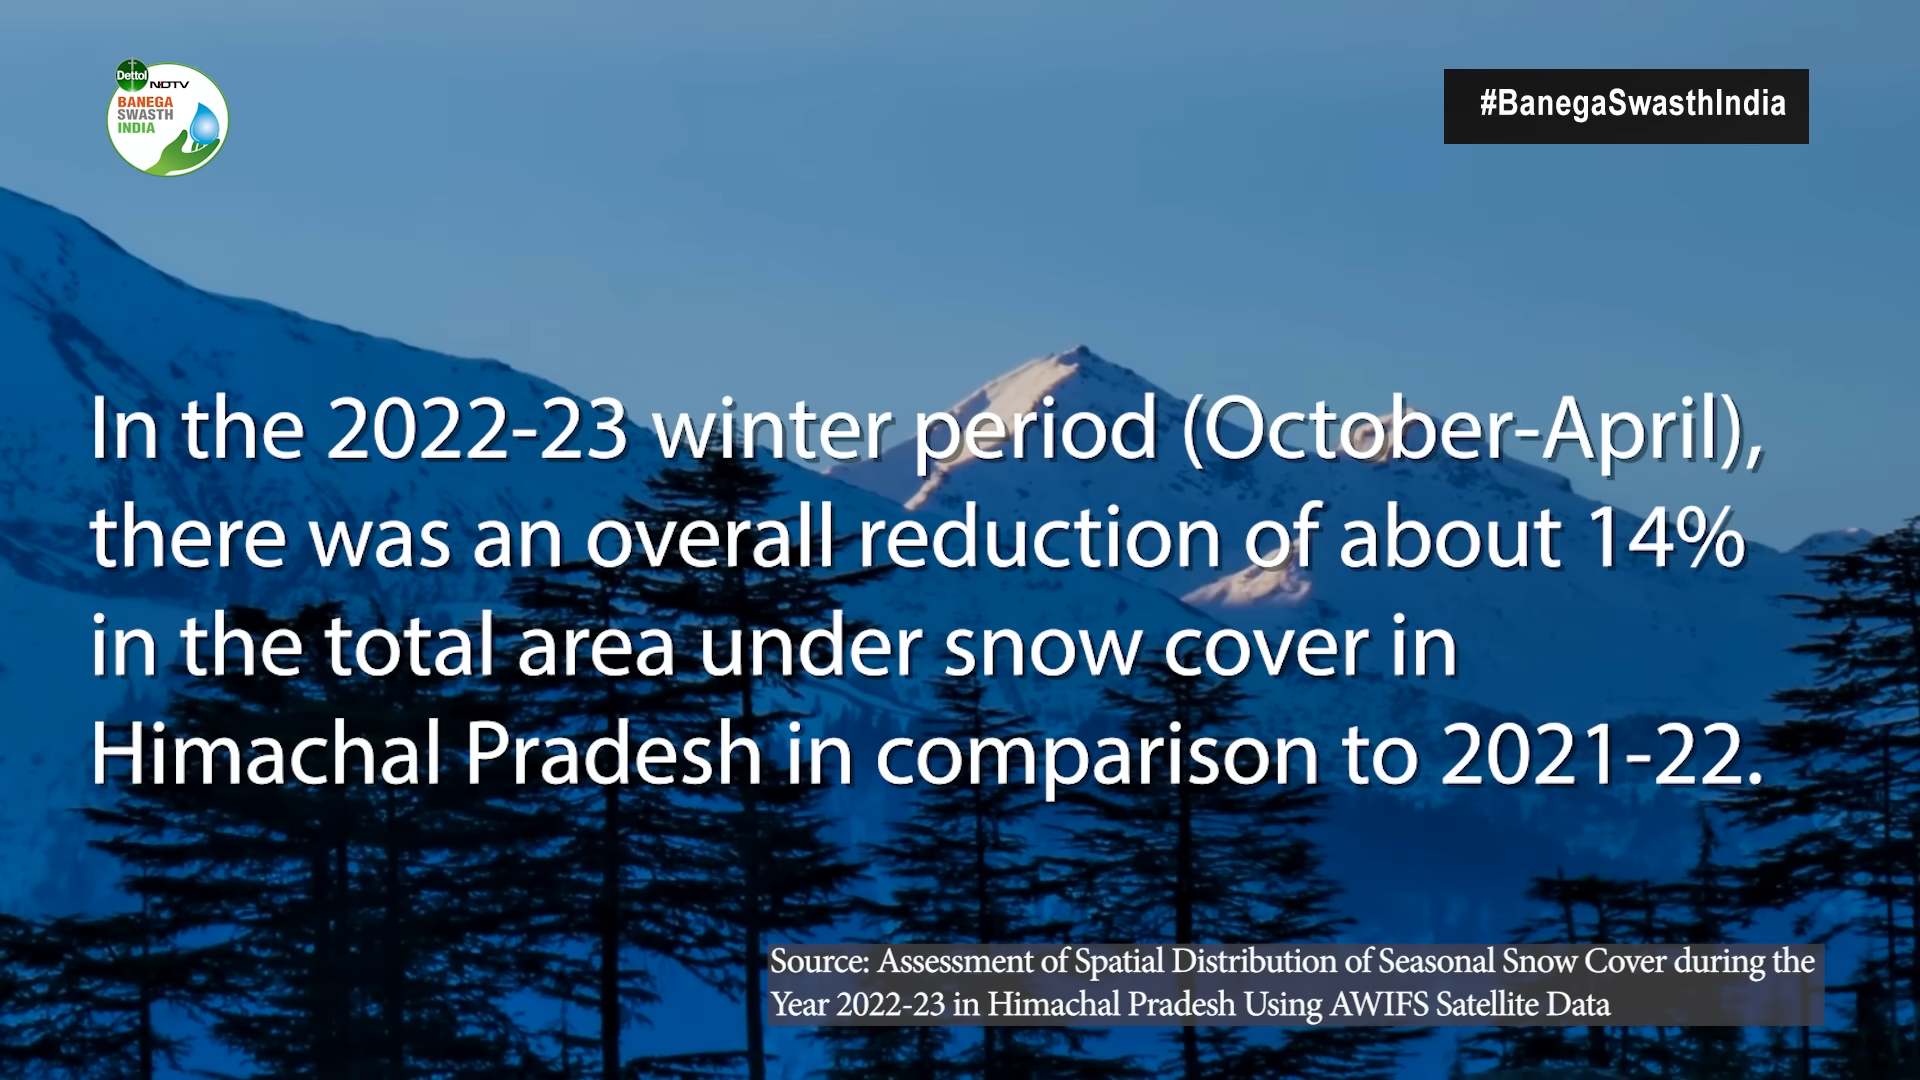 Dettol
NDTV
BANEGA
SWASTH
INDIA
#BanegaSwasthIndia
In the 2022-23 winter period (October-April),
there was an overall reduction of about 14%
in the total area under snow cover in
Himachal Pradesh in comparison to 2021-22.
Source: Assessment of Spatial Distribution of Seasonal Snow Cover during the
Year 2022-23 in Himachal Pradesh Using AWIFS Satellite Data